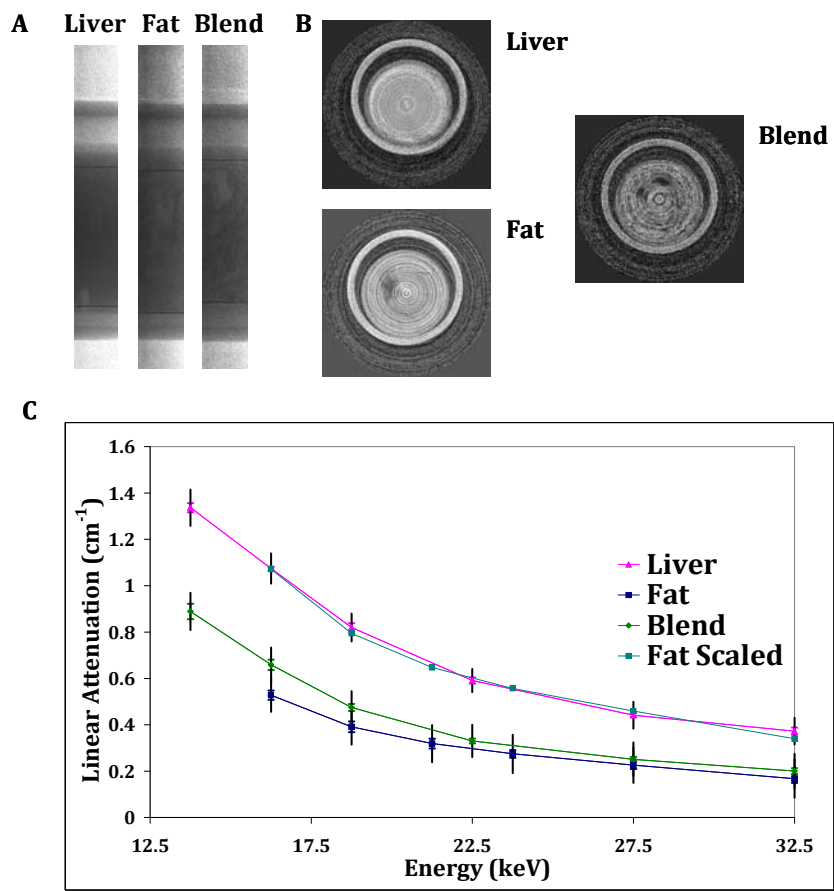 A Liver Fat Blend B
Liver
Blend
Fat
C
1.6
1.4
1.2
1
0.8
0.6
0.4
0.2
0
Linear Attenuation (cm-1)
Liver
Fat
Blend
Fat Scaled
12.5 17.5 22.5 27.5 32.5
Energy (keV)